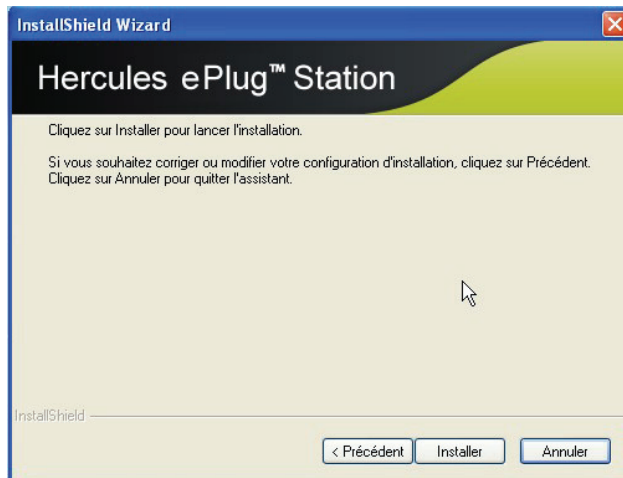 InstallShield Wizard
Hercules ePlug™ Station
Cliquez sur Installer pour lancer l'installation.
Si vous souhaitez corriger ou modifier votre configuration d'installation, cliquez sur Précédent.
Cliquez sur Annuler pour quitter l'assistant.
InstallShield
< Précédent Installer Annuler